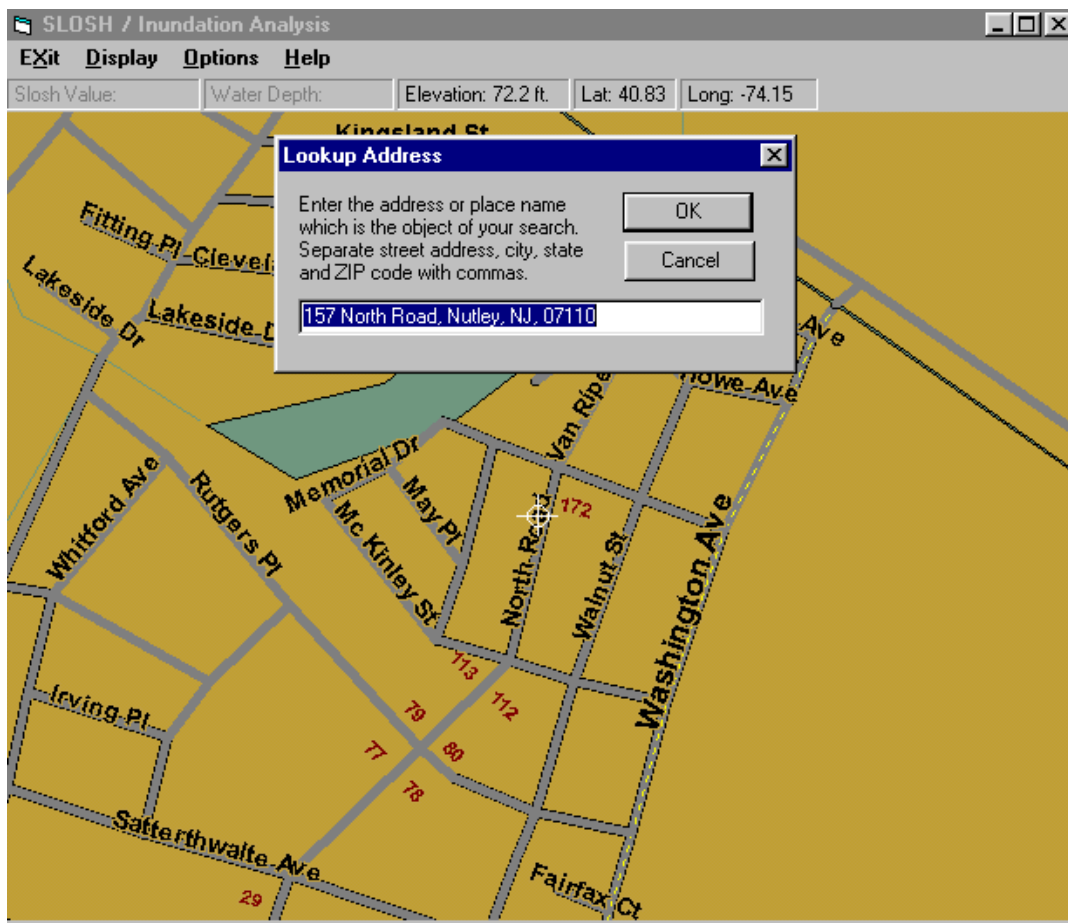 SLOSH / Inundation Analysis
EXit Display Options Help
Slosh Value: Water Depth: Elevation: 72.2 ft. Lat: 40.83 Long: -74.15
Kingsland St
Lookup Address
Enter the address or place name
which is the object of your search.
Separate street address, city, state
and ZIP code with commas.
OK
Cancel
157 North Road, Nutley, NJ, 07110
Fitting Pl
Lakeside Dr
Lakeside
Ave
Ave
Van Ripe
Memorial Dr
May Pl
Mc Kinley St
Whitford Ave
Rutgers Pl
North Road
172
Walnut St
Washington Ave
113
112
79
77
80
78
Irving Pl
Satterthwaite Ave
29
Fairfax Ct